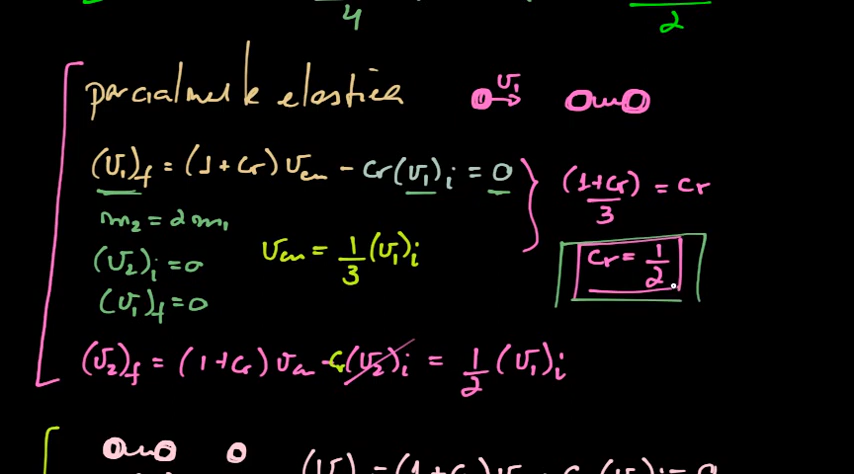 4
2
parcialmente elastica v₁
(v₁)f = (1+Cr) vcm - Cr(v₁)i = 0
(1+Cr)/3 = Cr
m₂ = 2m₁
(v₂)i = 0
vcm = 1/3 (v₁)i
Cr = 1/2
(v₁)f = 0
(v₂)f = (1+Cr) vcm - Cr(v₂)i = 1/2 (v₁)i